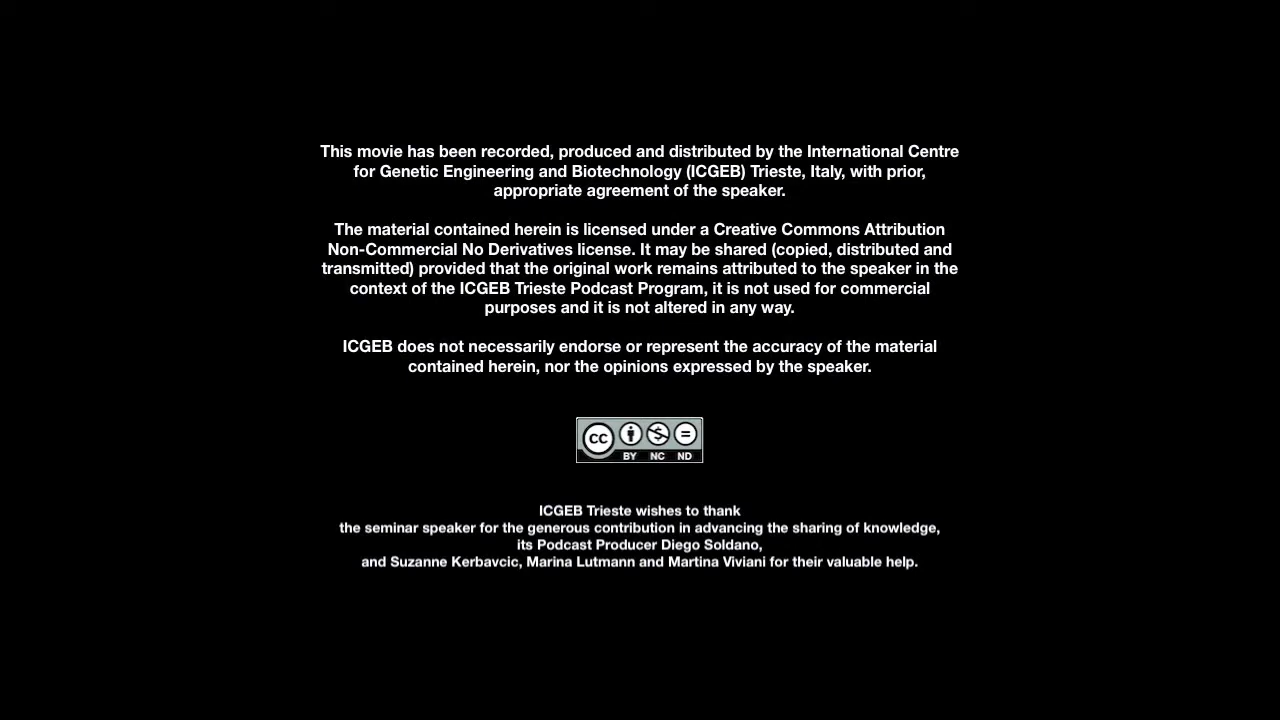 This movie has been recorded, produced and distributed by the International Centre
for Genetic Engineering and Biotechnology (ICGEB) Trieste, Italy, with prior,
appropriate agreement of the speaker.
The material contained herein is licensed under a Creative Commons Attribution
Non-Commercial No Derivatives license. It may be shared (copied, distributed and
transmitted) provided that the original work remains attributed to the speaker in the
context of the ICGEB Trieste Podcast Program, it is not used for commercial
purposes and it is not altered in any way.
ICGEB does not necessarily endorse or represent the accuracy of the material
contained herein, nor the opinions expressed by the speaker.
CC
BY NC ND
ICGEB Trieste wishes to thank
the seminar speaker for the generous contribution in advancing the sharing of knowledge,
its Podcast Producer Diego Soldano,
and Suzanne Kerbavcic, Marina Lutmann and Martina Viviani for their valuable help.